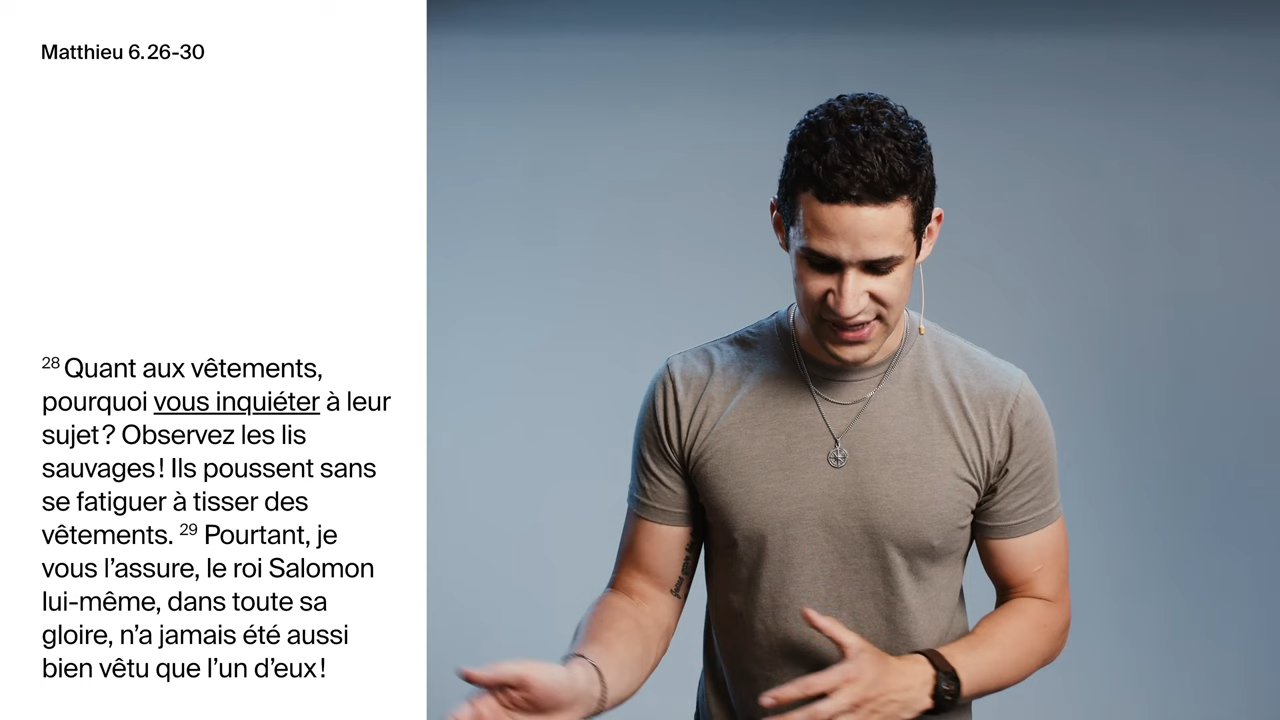 Matthieu 6.26-30
28 Quant aux vêtements,
pourquoi vous inquiéter à leur
sujet? Observez les lis
sauvages! Ils poussent sans
se fatiguer à tisser des
vêtements. 29 Pourtant, je
vous l’assure, le roi Salomon
lui-même, dans toute sa
gloire, n’a jamais été aussi
bien vêtu que l’un d’eux!